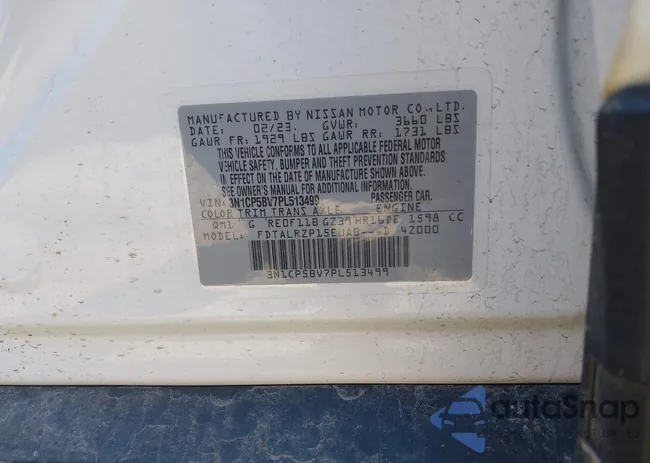 MANUFACTURED BY NISSAN MOTOR CO.,LTD.
DATE: 02/23 GVWR: 3660 LBS
GAWR FR: 1929 LBS GAWR RR: 1731 LBS
THIS VEHICLE CONFORMS TO ALL APPLICABLE FEDERAL MOTOR
VEHICLE SAFETY, BUMPER AND THEFT PREVENTION STANDARDS
IN EFFECT ON THE DATE OF MANUFACTURE SHOWN ABOVE.
SEE OWNER'S MANUAL FOR ADDITIONAL INFORMATION.
VIN: 3N1CP5BV7PL513499 PASSENGER CAR.
COLOR TRIM TRANS AXLE ENGINE
QM1 G RE0F11B GZ39 HR16DE 1598 CC
MODEL: FDTALRZP15EUAB---D 4Z000
3N1CP5BV7PL513499
autoSnap